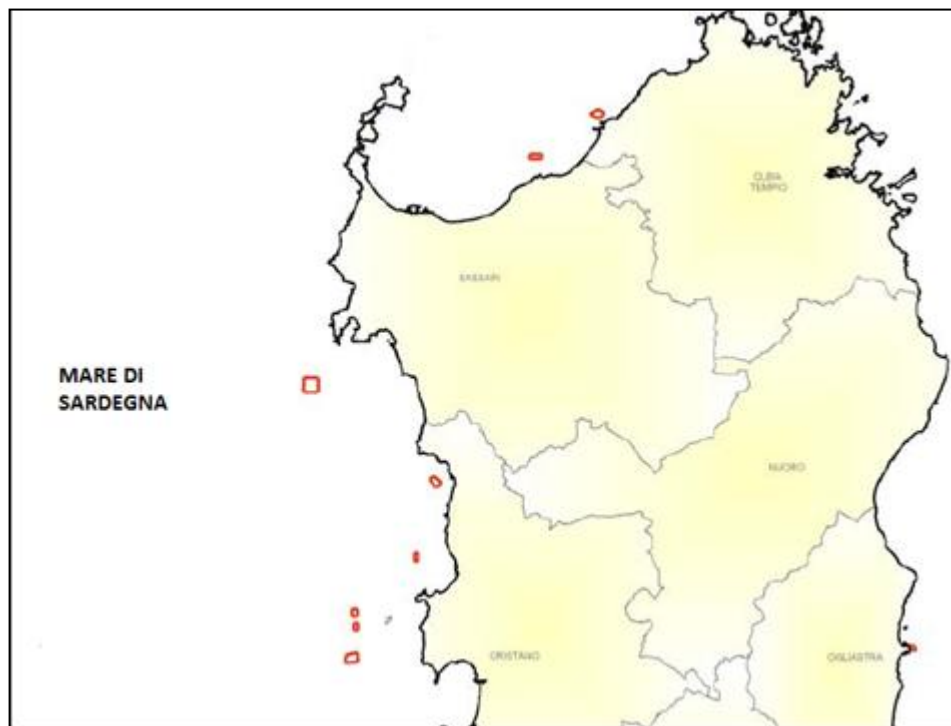 OLBIA
TEMPIO
SASSARI
MARE DI
SARDEGNA
NUORO
ORISTANO
OGLIASTRA